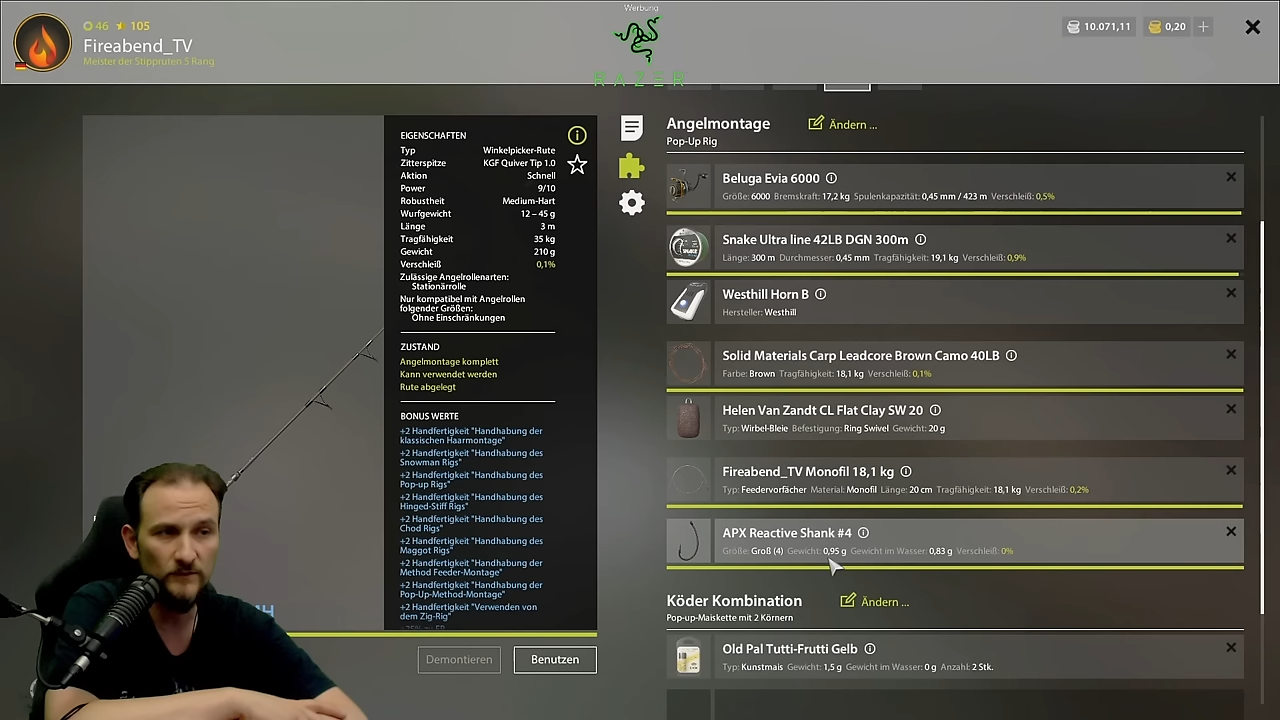 Werbung
46 105
Fireabend_TV
Meister der Stippruten 5 Rang
RAZER
10.071,11
0,20 +
EIGENSCHAFTEN
Typ Winkelpicker-Rute
Zitterspitze KGF Quiver Tip 1.0
Aktion Schnell
Power 9/10
Robustheit Medium-Hart
Wurfgewicht 12 – 45 g
Länge 3 m
Tragfähigkeit 35 kg
Gewicht 210 g
Verschleiß 0,1%
Zulässige Angelrollenarten:
Stationärrolle
Nur kompatibel mit Angelrollen
folgender Größen:
Ohne Einschränkungen
ZUSTAND
Angelmontage komplett
Kann verwendet werden
Rute abgelegt
BONUS WERTE
+2 Handfertigkeit "Handhabung der
klassischen Haarmontage"
+2 Handfertigkeit "Handhabung des
Snowman Rigs"
+2 Handfertigkeit "Handhabung des
Pop-up Rigs"
+2 Handfertigkeit "Handhabung des
Hinged-Stiff Rigs"
+2 Handfertigkeit "Handhabung des
Chod Rigs"
+2 Handfertigkeit "Handhabung des
Maggot Rigs"
+2 Handfertigkeit "Handhabung der
Method Feeder-Montage"
+2 Handfertigkeit "Handhabung der
Pop-Up-Method-Montage"
+2 Handfertigkeit "Verwenden von
dem Zig-Rig"
Demontieren
Benutzen
Angelmontage Ändern ...
Pop-Up Rig
Beluga Evia 6000
Größe: 6000 Bremskraft: 17,2 kg Spulenkapazität: 0,45 mm / 423 m Verschleiß: 0,5%
Snake Ultra line 42LB DGN 300m
Länge: 300 m Durchmesser: 0,45 mm Tragfähigkeit: 19,1 kg Verschleiß: 0,9%
Westhill Horn B
Hersteller: Westhill
Solid Materials Carp Leadcore Brown Camo 40LB
Farbe: Brown Tragfähigkeit: 18,1 kg Verschleiß: 0,1%
Helen Van Zandt CL Flat Clay SW 20
Typ: Wirbel-Bleie Befestigung: Ring Swivel Gewicht: 20 g
Fireabend_TV Monofil 18,1 kg
Typ: Feedervorfächer Material: Monofil Länge: 20 cm Tragfähigkeit: 18,1 kg Verschleiß: 0,2%
APX Reactive Shank #4
Größe: Groß (4) Gewicht: 0,95 g Gewicht im Wasser: 0,83 g Verschleiß: 0%
Köder Kombination Ändern ...
Pop-up-Maiskette mit 2 Körnern
Old Pal Tutti-Frutti Gelb
Typ: Kunstmais Gewicht: 1,5 g Gewicht im Wasser: 0 g Anzahl: 2 Stk.